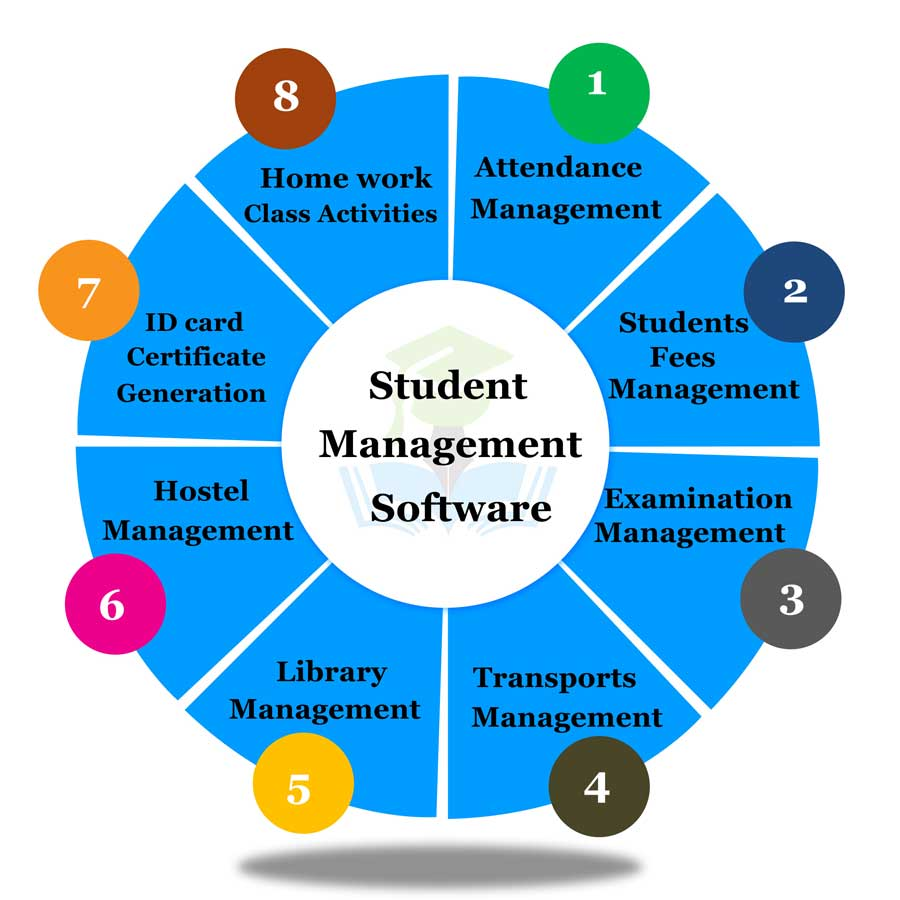 Student
Management
Software
1
Attendance
Management
2
Students
Fees
Management
3
Examination
Management
4
Transports
Management
5
Library
Management
6
Hostel
Management
7
ID card
Certificate
Generation
8
Home work
Class Activities